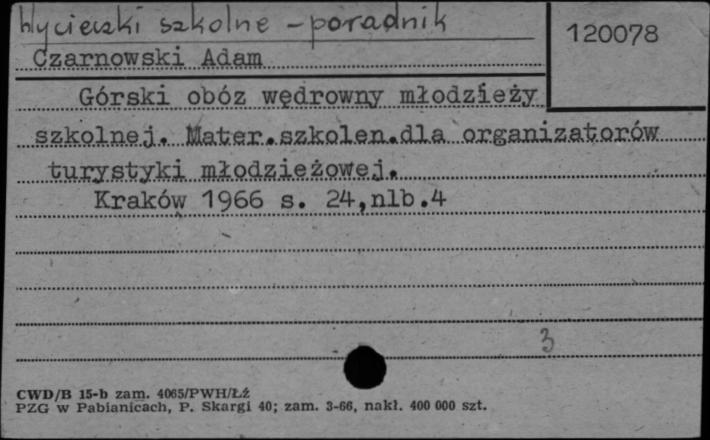 Wycieczki szkolne - poradnik
120078
Czarnowski Adam
Górski obóz wędrowny młodzieży
szkolnej. Mater.szkolen.dla organizatorów
turystyki młodzieżowej.
Kraków 1966 s. 24,nlb.4
3
CWD/B 15-b zam. 4065/PWH/Łź
PZG w Pabianicach, P. Skargi 40; zam. 3-66, nakł. 400 000 szt.